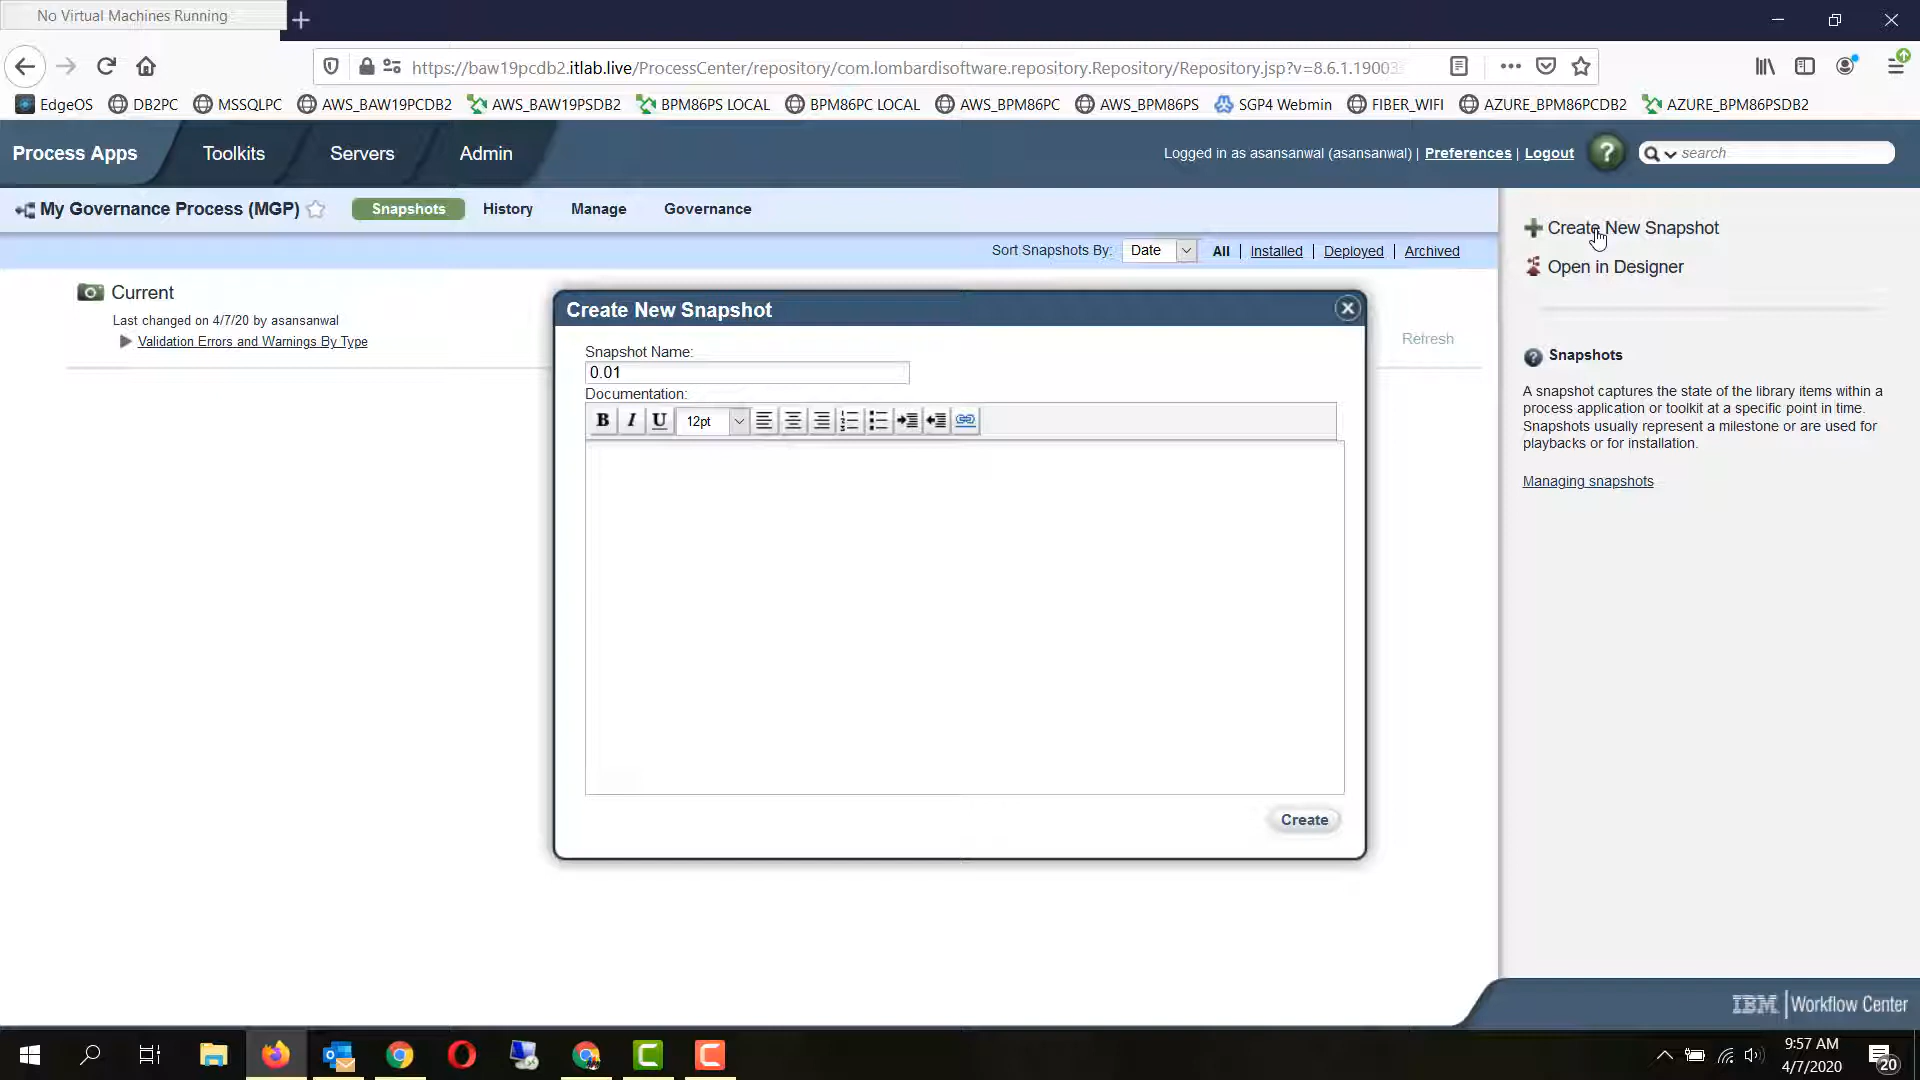 No Virtual Machines Running
https://baw19pcdb2.itlab.live/ProcessCenter/repository/com.lombardisoftware.repository.Repository/Repository.jsp?v=8.6.1.19003
EdgeOS DB2PC MSSQLPC AWS_BAW19PCDB2 AWS_BAW19PSDB2 BPM86PS LOCAL BPM86PC LOCAL AWS_BPM86PC AWS_BPM86PS SGP4 Webmin FIBER_WIFI AZURE_BPM86PCDB2 AZURE_BPM86PSDB2
Process Apps Toolkits Servers Admin Logged in as asansanwal (asansanwal) | Preferences | Logout ? search
My Governance Process (MGP) Snapshots History Manage Governance
Create New Snapshot
Sort Snapshots By: Date All | Installed | Deployed | Archived
Open in Designer
Current
Last changed on 4/7/20 by asansanwal
Validation Errors and Warnings By Type
Refresh
Create New Snapshot
Snapshot Name:
0.01
Documentation:
B I U 12pt
Create
Snapshots
A snapshot captures the state of the library items within a
process application or toolkit at a specific point in time.
Snapshots usually represent a milestone or are used for
playbacks or for installation.
Managing snapshots
IBM | Workflow Center
9:57 AM
4/7/2020
20